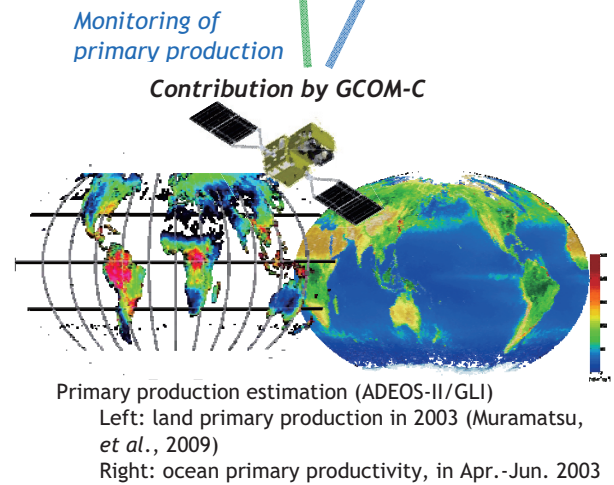 Monitoring of
primary production
Contribution by GCOM-C
Primary production estimation (ADEOS-II/GLI)
Left: land primary production in 2003 (Muramatsu,
et al., 2009)
Right: ocean primary productivity, in Apr.-Jun. 2003